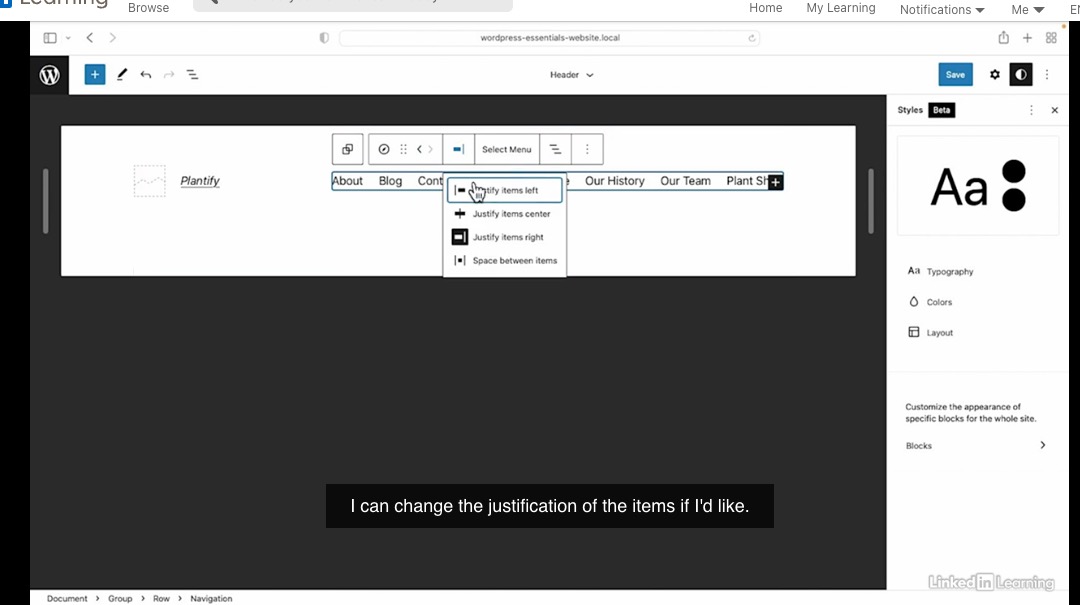 Learning
Browse
Home My Learning Notifications Me EN
wordpress-essentials-website.local
Header
Save
Styles Beta
Select Menu
Plantify
About Blog Cont Our History Our Team Plant Sh
stify items left
Justify items center
Justify items right
Space between items
Aa
Aa Typography
Colors
Layout
Customize the appearance of
specific blocks for the whole site.
Blocks
I can change the justification of the items if I'd like.
LinkedIn Learning
Document > Group > Row > Navigation